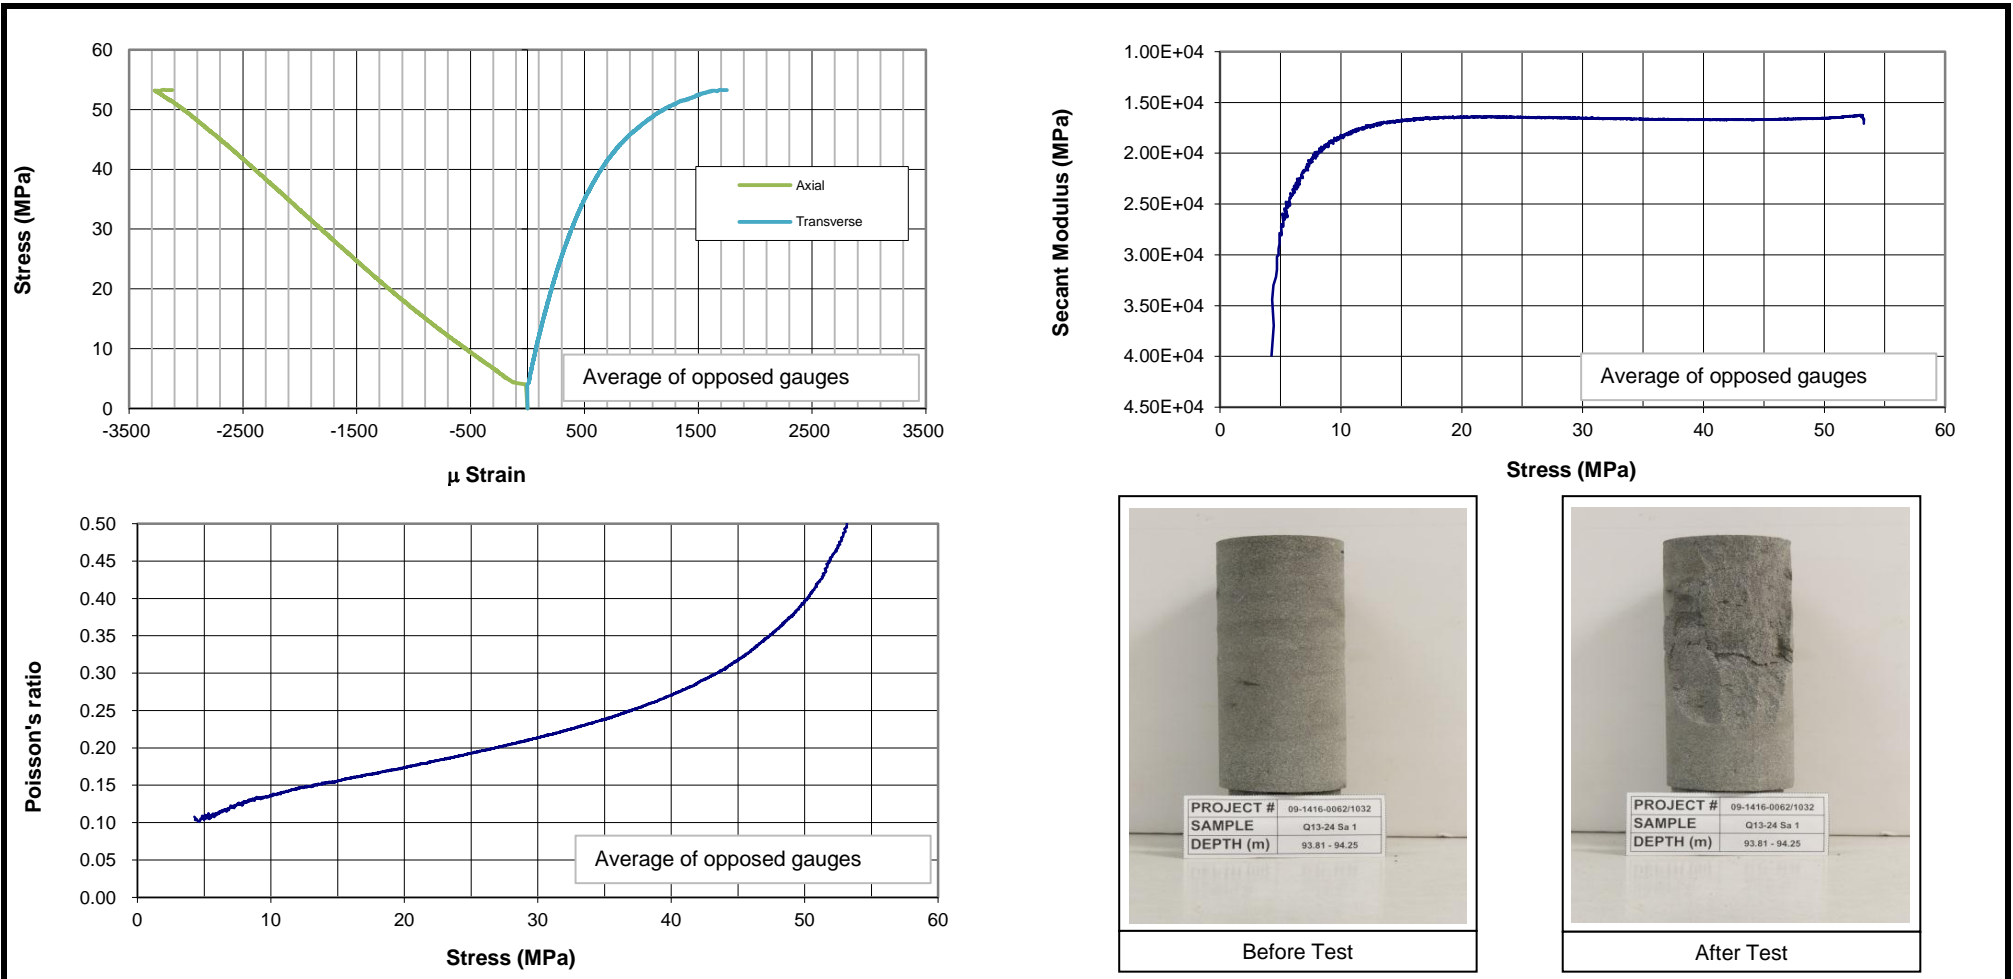 60
50
40
30
20
10
0
-3500 -2500 -1500 -500 500 1500 2500 3500
Stress (MPa)
μ Strain
Axial
Transverse
Average of opposed gauges
1.00E+04
1.50E+04
2.00E+04
2.50E+04
3.00E+04
3.50E+04
4.00E+04
4.50E+04
0 10 20 30 40 50 60
Secant Modulus (MPa)
Stress (MPa)
Average of opposed gauges
0.50
0.45
0.40
0.35
0.30
0.25
0.20
0.15
0.10
0.05
0.00
0 10 20 30 40 50 60
Poisson's ratio
Stress (MPa)
Average of opposed gauges
PROJECT # 09-1416-0062/1032
SAMPLE Q13-24 Sa 1
DEPTH (m) 93.81 - 94.25
Before Test
PROJECT # 09-1416-0062/1032
SAMPLE Q13-24 Sa 1
DEPTH (m) 93.81 - 94.25
After Test